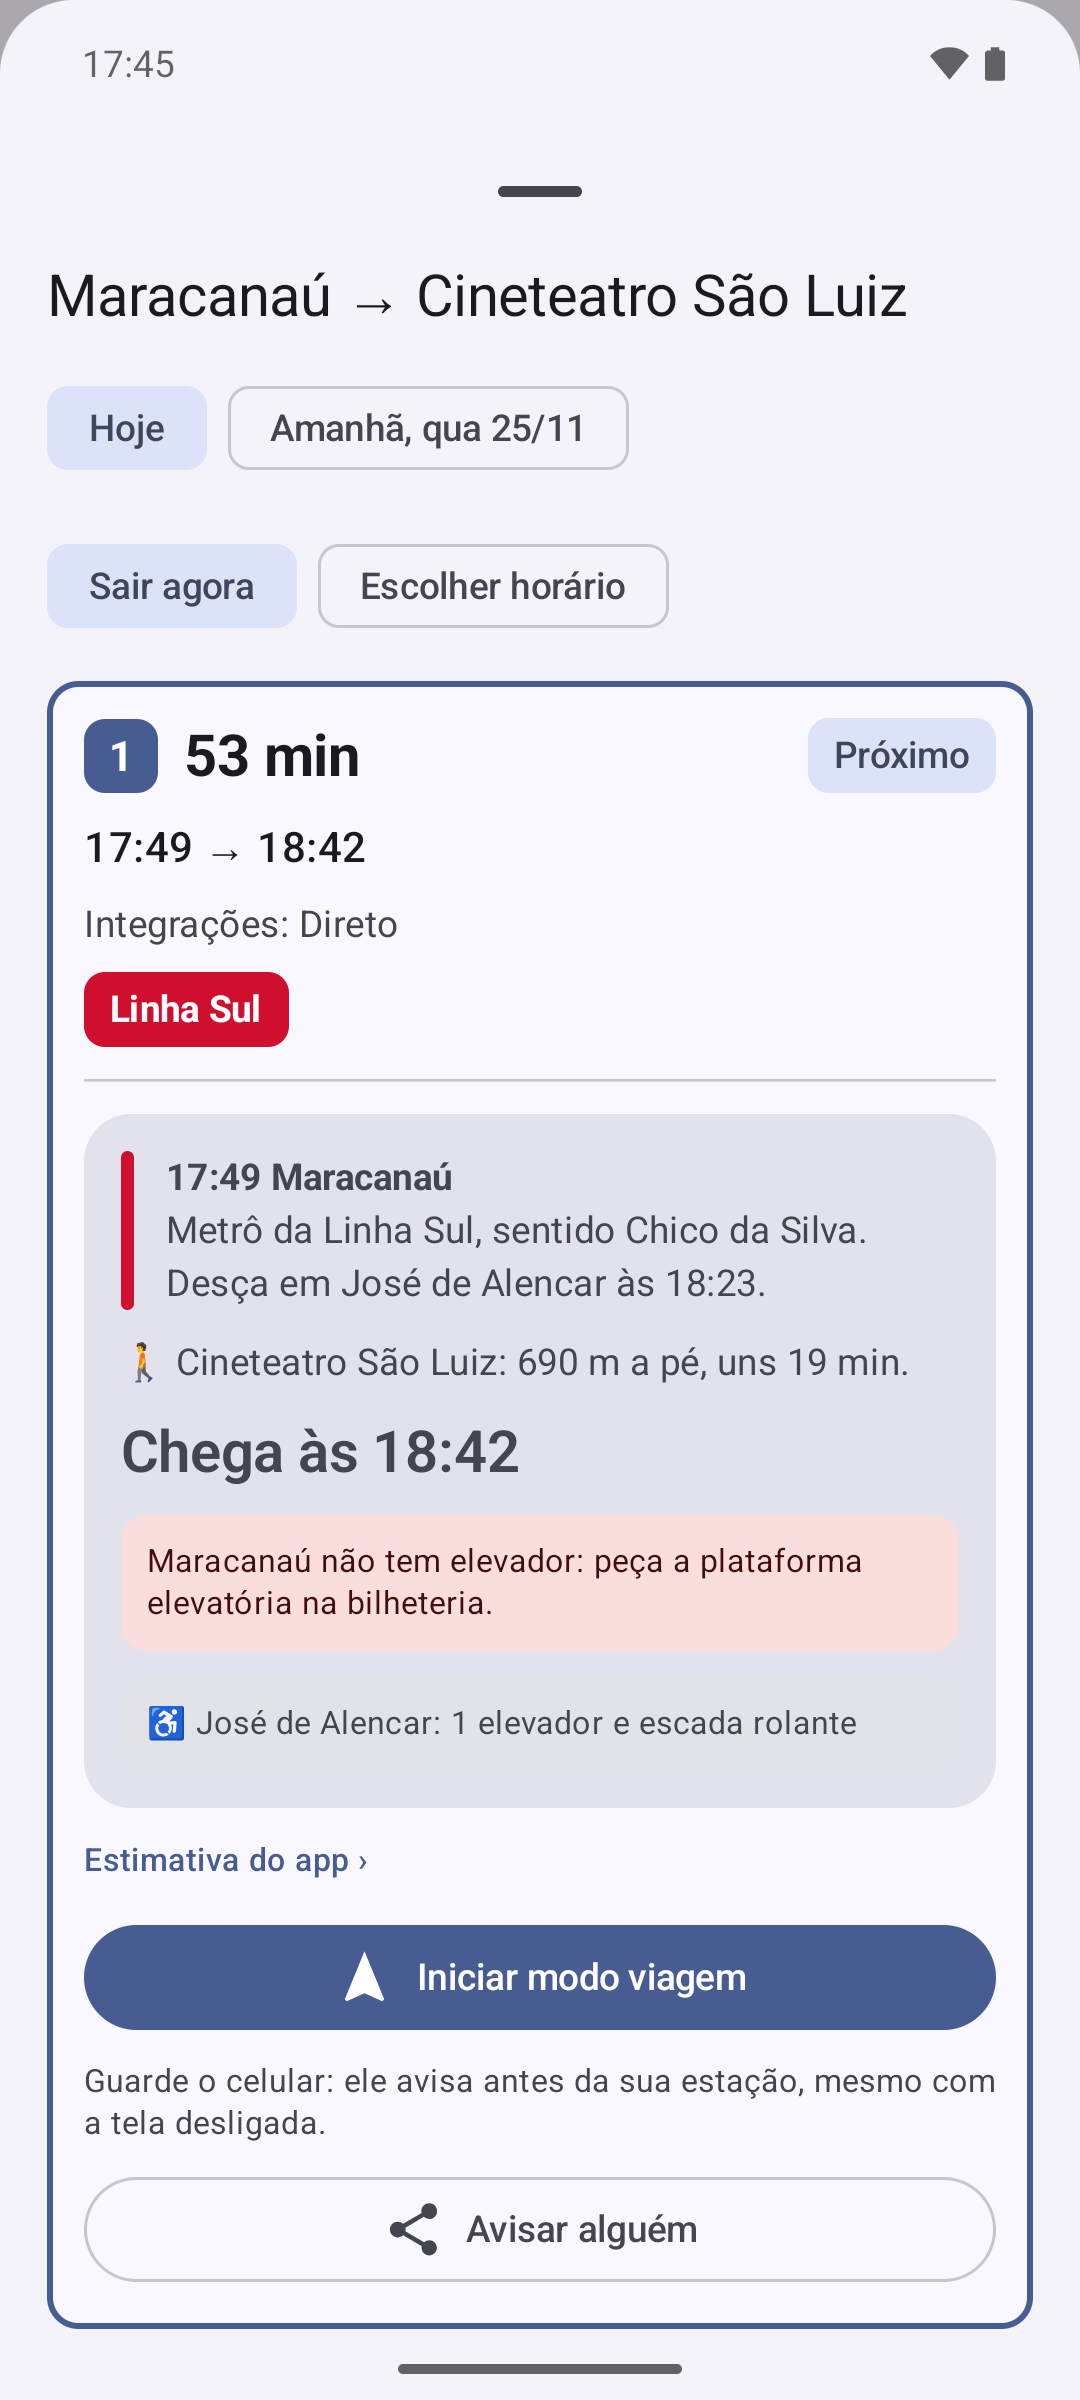 17:45
Maracanaú → Cineteatro São Luiz
Hoje
Amanhã, qua 25/11
Sair agora
Escolher horário
1
53 min
Próximo
17:49 → 18:42
Integrações: Direto
Linha Sul
17:49 Maracanaú
Metrô da Linha Sul, sentido Chico da Silva.
Desça em José de Alencar às 18:23.
🚶 Cineteatro São Luiz: 690 m a pé, uns 19 min.
Chega às 18:42
Maracanaú não tem elevador: peça a plataforma
elevatória na bilheteria.
♿ José de Alencar: 1 elevador e escada rolante
Estimativa do app ›
Iniciar modo viagem
Guarde o celular: ele avisa antes da sua estação, mesmo com
a tela desligada.
Avisar alguém